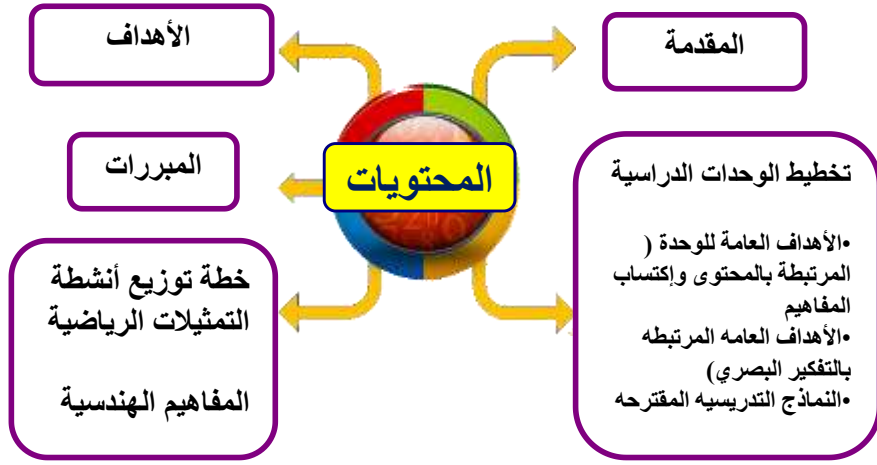 المقدمة
الأهداف
المحتويات
المبررات
تخطيط الوحدات الدراسية
•الأهداف العامة للوحدة (
المرتبطة بالمحتوى وإكتساب
المفاهيم
•الأهداف العامه المرتبطه
بالتفكير البصري)
•النماذج التدريسيه المقترحه
خطة توزيع أنشطة
التمثيلات الرياضية
المفاهيم الهندسية